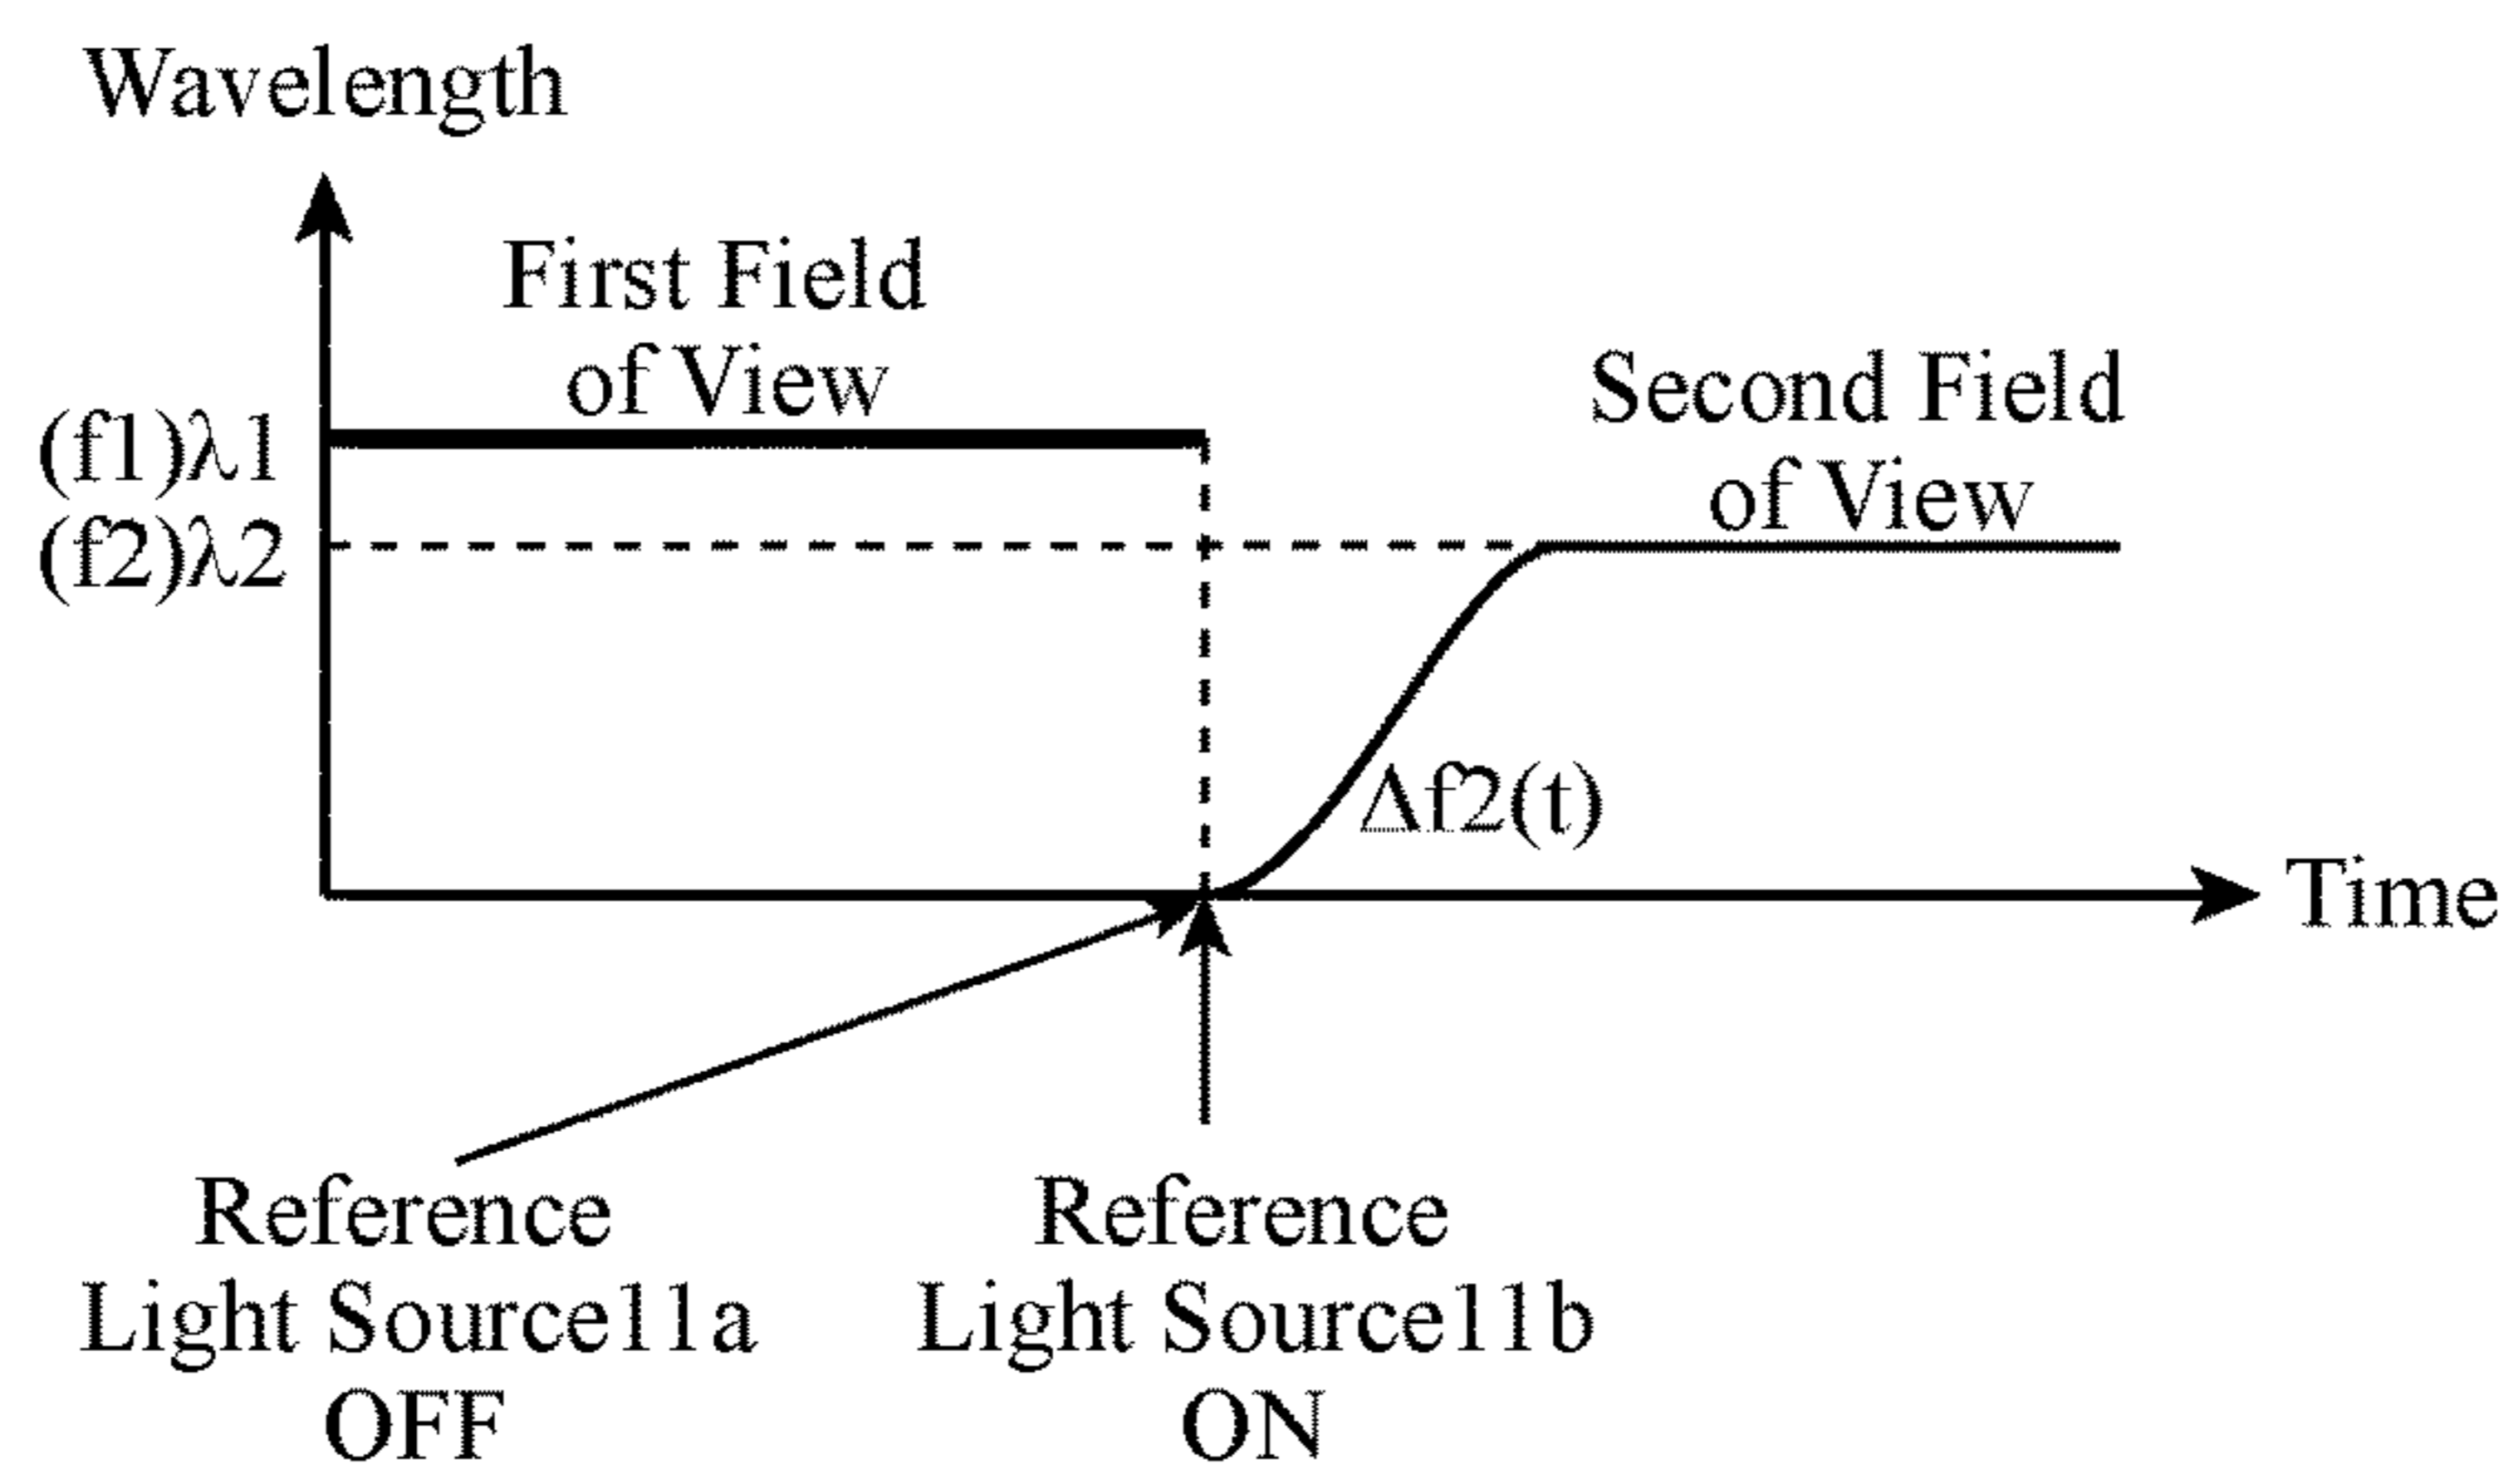 Wavelength
First Field
of View
Second Field
of View
(f1)λ1
(f2)λ2
Δf2(t)
Time
Reference
Light Source11a
OFF
Reference
Light Source11b
ON